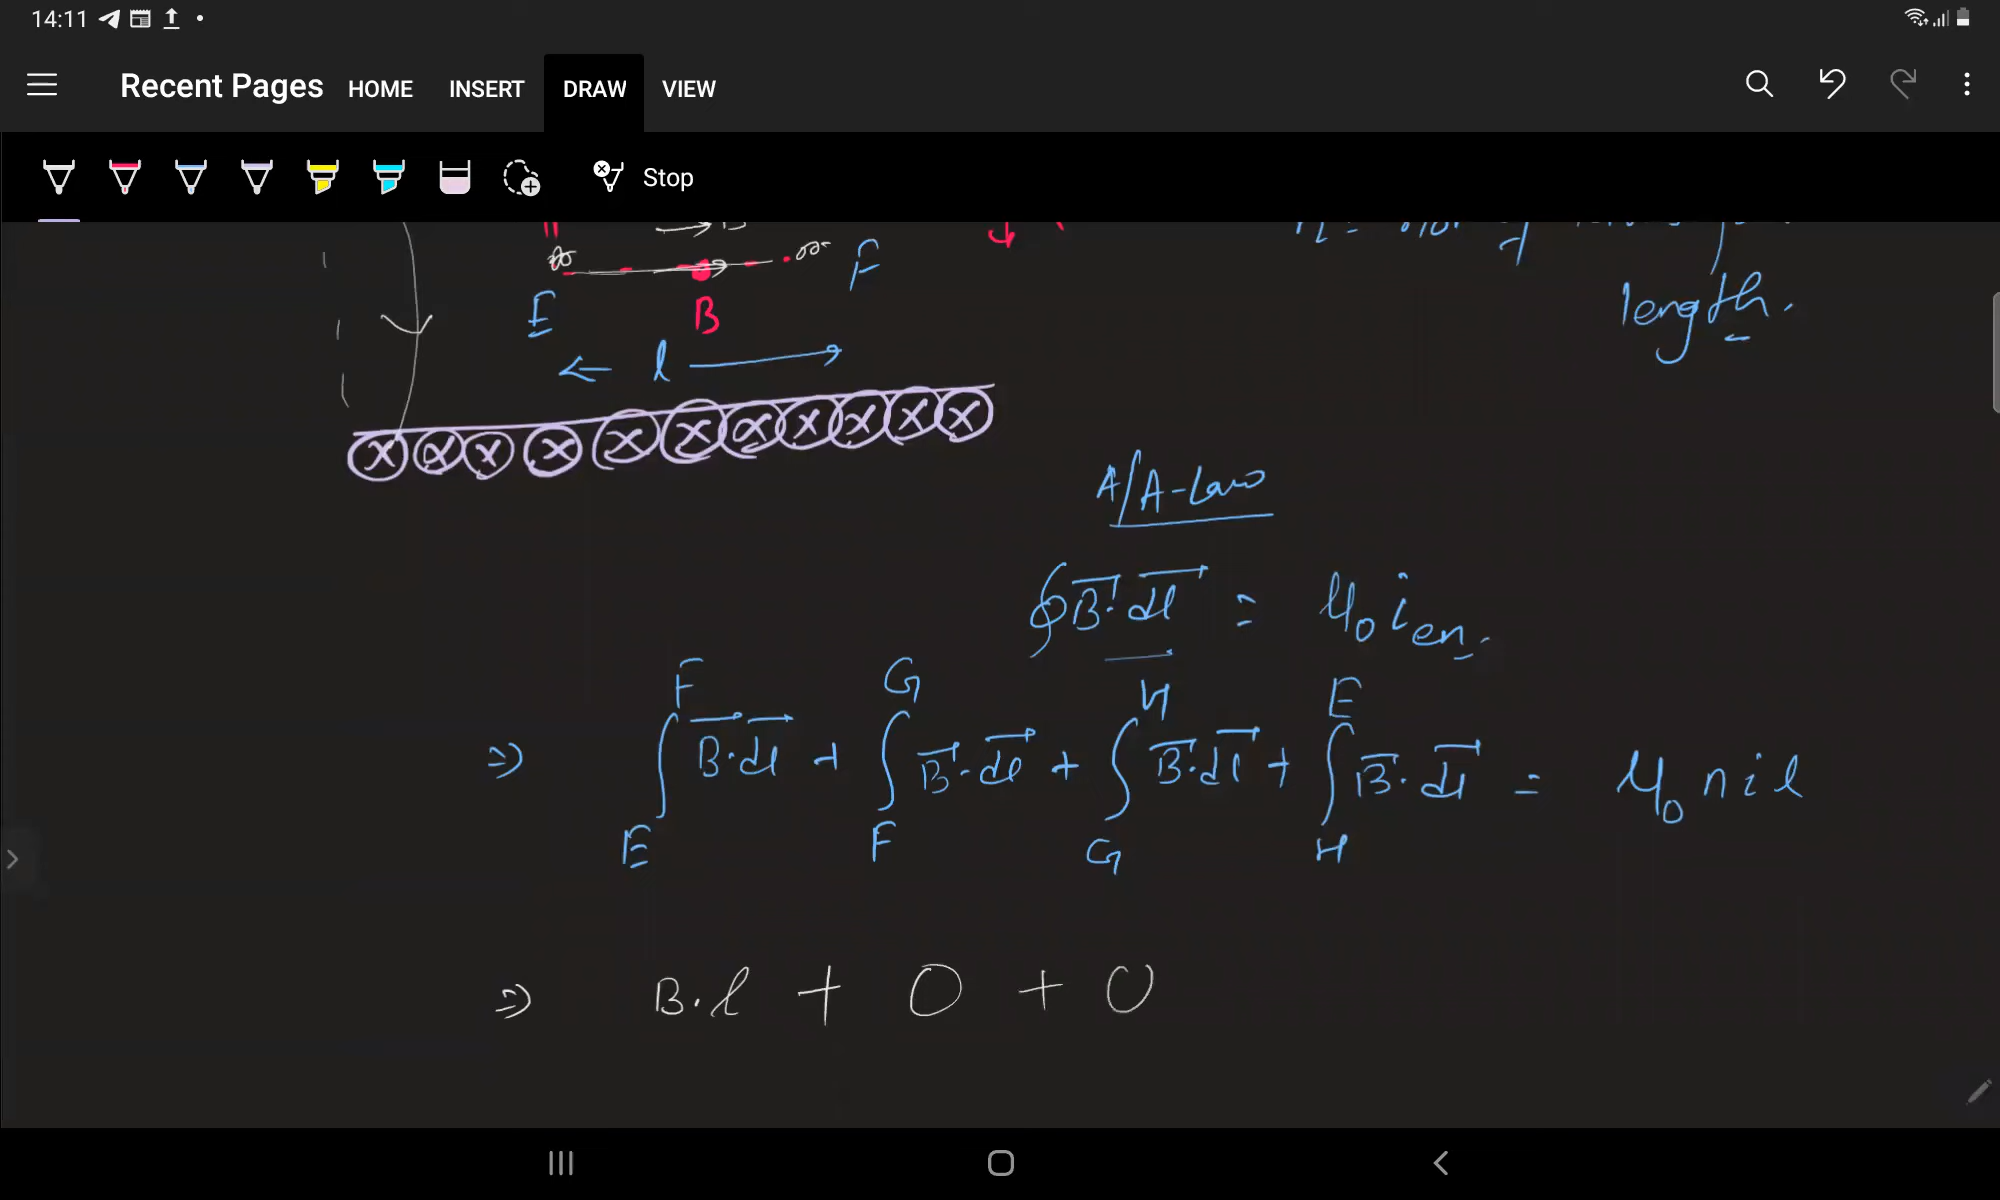 14:11
Recent Pages HOME INSERT DRAW VIEW
Stop
E B F
l
length.
A/A-Law
∮B⃗.dl⃗ = μ₀ i en.
⇒ ∫_E^F B⃗.dl⃗ + ∫_F^G B⃗.dl⃗ + ∫_G^H B⃗.dl⃗ + ∫_H^E B⃗.dl⃗ = μ₀ n i l
⇒ B.l + 0 + 0